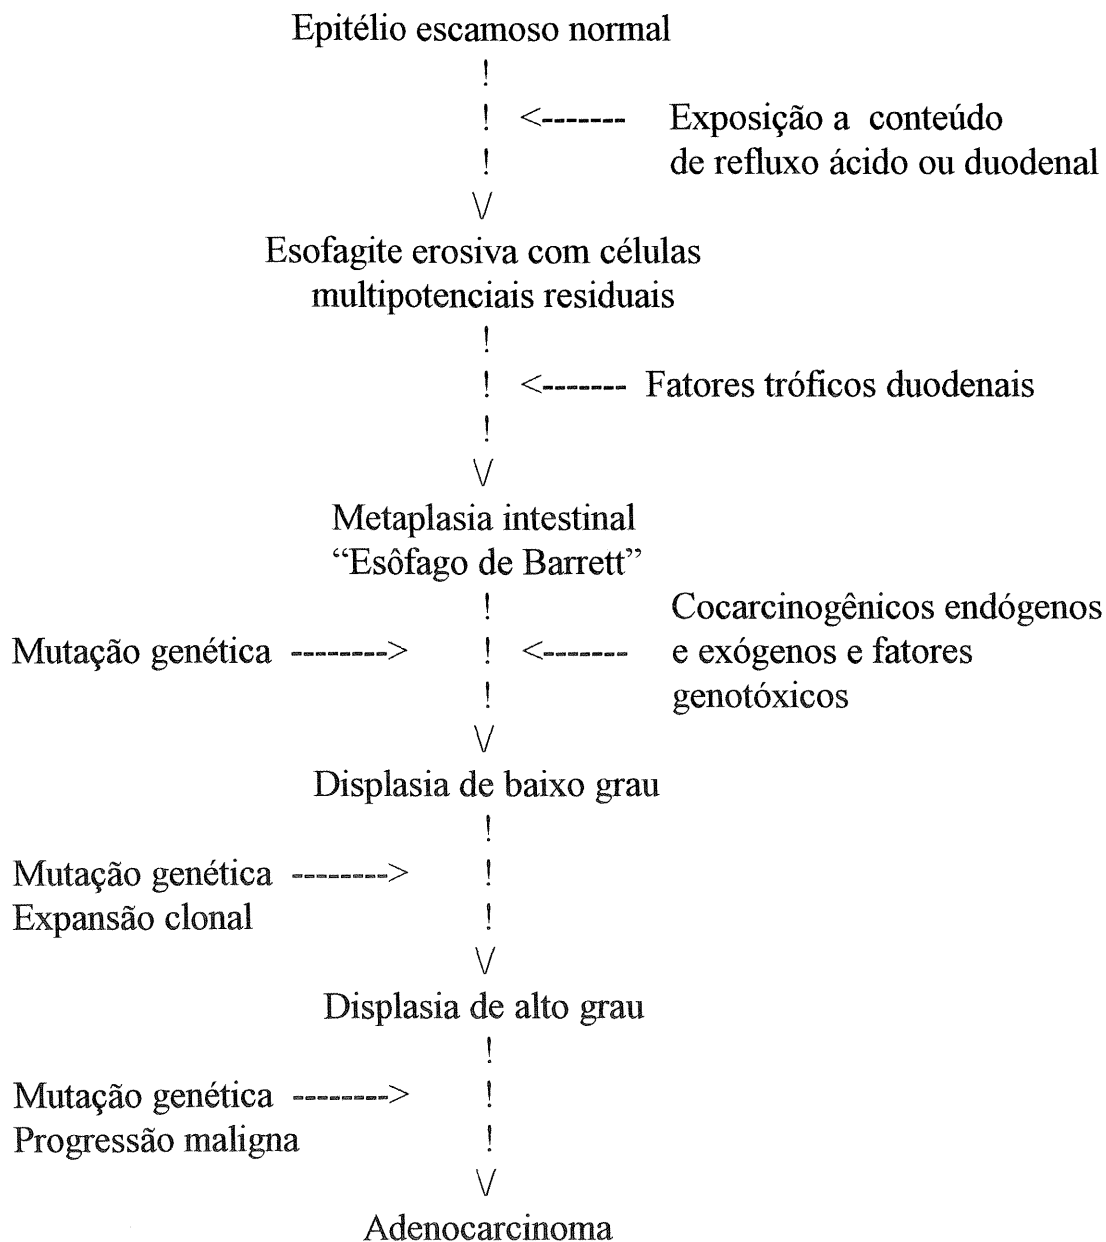 Epitélio escamoso normal
!
! <------- Exposição a conteúdo
! de refluxo ácido ou duodenal
\/
Esofagite erosiva com células
multipotenciais residuais
!
! <------- Fatores tróficos duodenais
!
\/
Metaplasia intestinal
“Esôfago de Barrett”
! Cocarcinogênicos endógenos
Mutação genética --------> ! <------- e exógenos e fatores
! genotóxicos
\/
Displasia de baixo grau
!
Mutação genética --------> !
Expansão clonal !
\/
Displasia de alto grau
!
Mutação genética --------> !
Progressão maligna !
\/
Adenocarcinoma